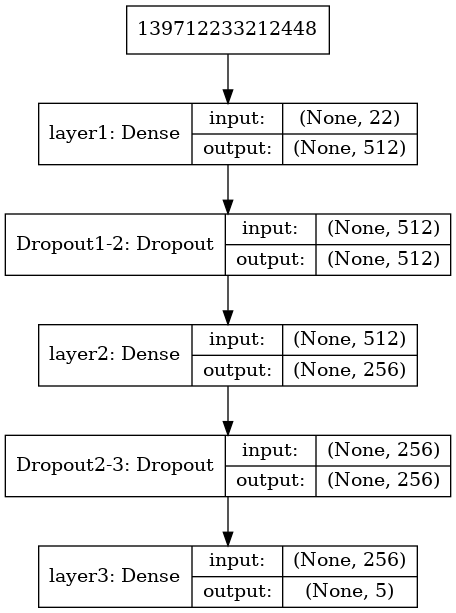 139712233212448
layer1: Dense input: (None, 22)
output: (None, 512)
Dropout1-2: Dropout input: (None, 512)
output: (None, 512)
layer2: Dense input: (None, 512)
output: (None, 256)
Dropout2-3: Dropout input: (None, 256)
output: (None, 256)
layer3: Dense input: (None, 256)
output: (None, 5)